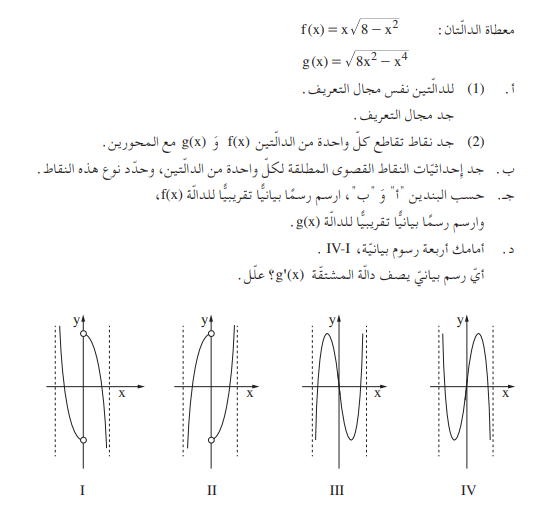 معطاة الدالّتان: f(x) = x√(8 − x²)
g(x) = √(8x² − x⁴)
أ. (1) للدالّتين نفس مجال التعريف.
جد مجال التعريف.
(2) جد نقاط تقاطع كلّ واحدة من الدالّتين f(x) وَ g(x) مع المحورين.
ب. جد إحداثيّات النقاط القصوى المطلقة لكلّ واحدة من الدالّتين، وحدّد نوع هذه النقاط.
جـ. حسب البندين "أ" وَ "ب"، ارسم رسمًا بيانيًّا تقريبيًّا للدالّة f(x)،
وارسم رسمًا بيانيًّا تقريبيًّا للدالّة g(x).
د. أمامك أربعة رسوم بيانيّة، IV-I .
أيّ رسم بيانيّ يصف دالّة المشتقّة g'(x)؟ علّل.
y y y y
x x x x
I II III IV